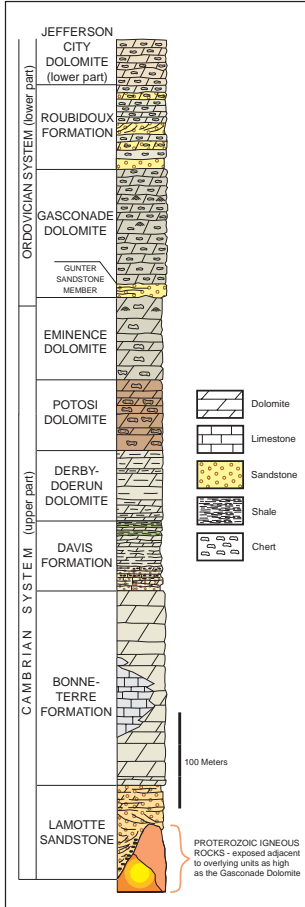 JEFFERSON
CITY
DOLOMITE
(lower part)
ROUBIDOUX
FORMATION
GASCONADE
DOLOMITE
GUNTER
SANDSTONE
MEMBER
EMINENCE
DOLOMITE
POTOSI
DOLOMITE
DERBY-
DOERUN
DOLOMITE
DAVIS
FORMATION
BONNE-
TERRE
FORMATION
LAMOTTE
SANDSTONE
ORDOVICIAN SYSTEM (lower part)
CAMBRIAN SYSTEM (upper part)
Dolomite
Limestone
Sandstone
Shale
Chert
100 Meters
PROTEROZOIC IGNEOUS
ROCKS - exposed adjacent
to overlying units as high
as the Gasconade Dolomite